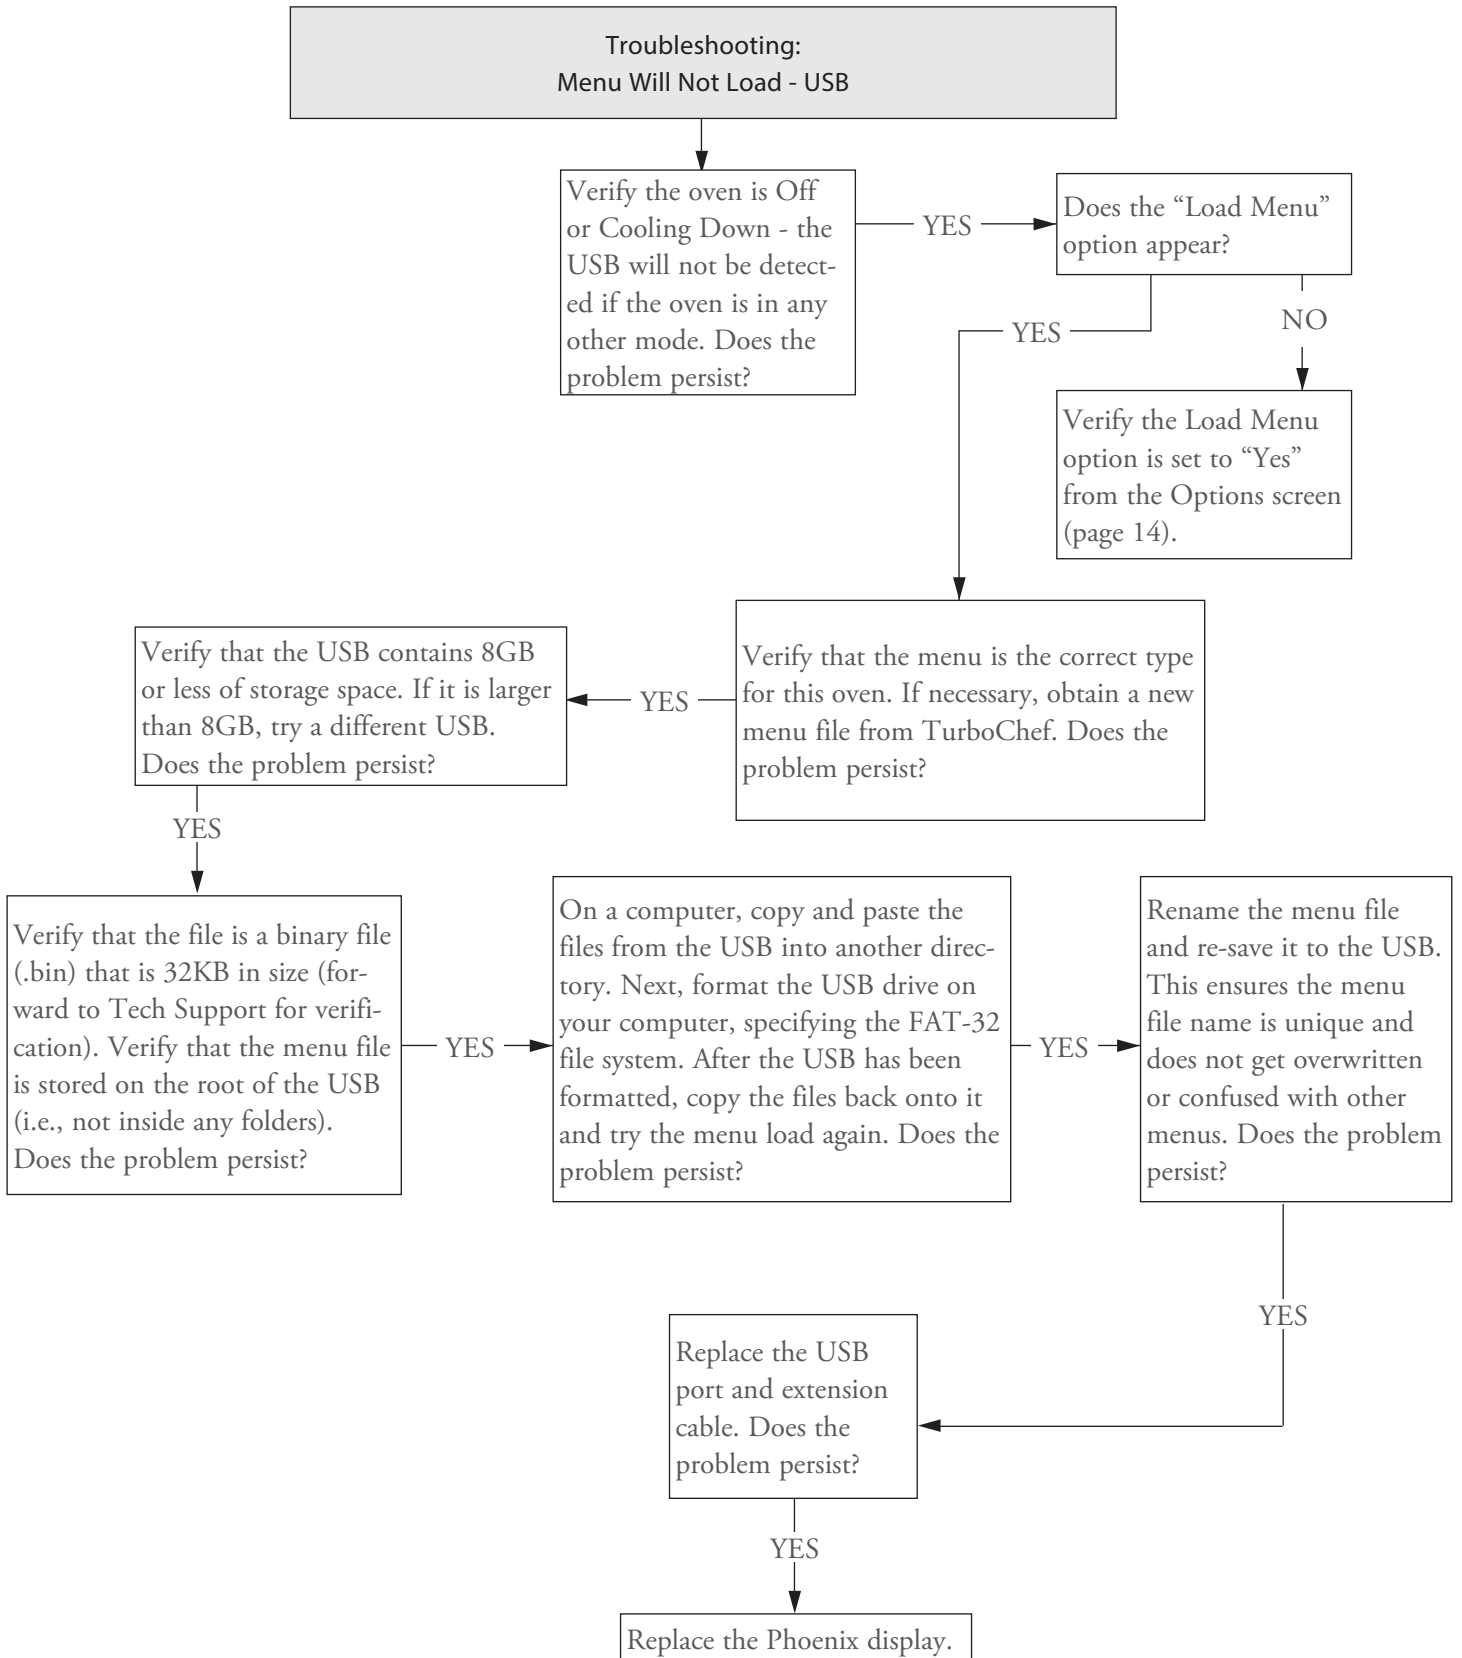 Troubleshooting:
Menu Will Not Load - USB
Verify the oven is Off
or Cooling Down - the
USB will not be detect-
ed if the oven is in any
other mode. Does the
problem persist?
YES
Does the “Load Menu”
option appear?
NO
Verify the Load Menu
option is set to “Yes”
from the Options screen
(page 14).
YES
Verify that the menu is the correct type
for this oven. If necessary, obtain a new
menu file from TurboChef. Does the
problem persist?
YES
Verify that the USB contains 8GB
or less of storage space. If it is larger
than 8GB, try a different USB.
Does the problem persist?
YES
Verify that the file is a binary file
(.bin) that is 32KB in size (for-
ward to Tech Support for verifi-
cation). Verify that the menu file
is stored on the root of the USB
(i.e., not inside any folders).
Does the problem persist?
YES
On a computer, copy and paste the
files from the USB into another direc-
tory. Next, format the USB drive on
your computer, specifying the FAT-32
file system. After the USB has been
formatted, copy the files back onto it
and try the menu load again. Does the
problem persist?
YES
Rename the menu file
and re-save it to the USB.
This ensures the menu
file name is unique and
does not get overwritten
or confused with other
menus. Does the problem
persist?
YES
Replace the USB
port and extension
cable. Does the
problem persist?
YES
Replace the Phoenix display.